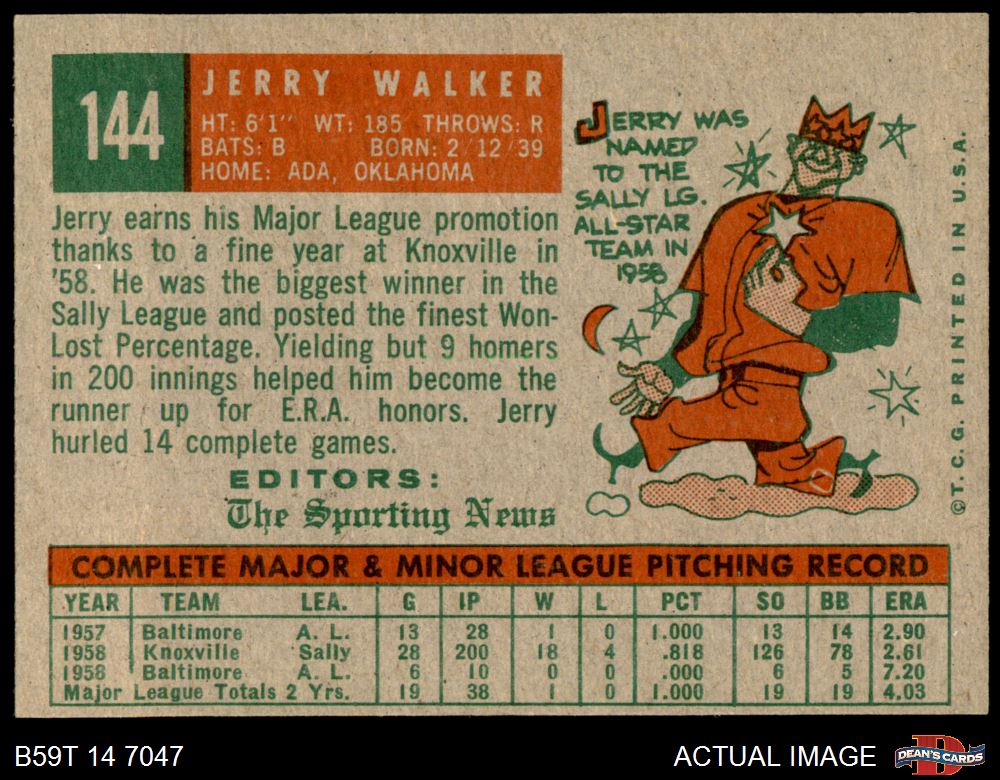 144
JERRY WALKER
HT: 6'1" WT: 185 THROWS: R
BATS: B BORN: 2/12/39
HOME: ADA, OKLAHOMA
Jerry earns his Major League promotion
thanks to a fine year at Knoxville in
'58. He was the biggest winner in the
Sally League and posted the finest Won-
Lost Percentage. Yielding but 9 homers
in 200 innings helped him become the
runner up for E.R.A. honors. Jerry
hurled 14 complete games.
EDITORS:
The Sporting News
JERRY WAS
NAMED
TO THE
SALLY LG.
ALL-STAR
TEAM IN
1958
© T.C.G. PRINTED IN U.S.A.
COMPLETE MAJOR & MINOR LEAGUE PITCHING RECORD
YEAR TEAM LEA. G IP W L PCT SO BB ERA
1957 Baltimore A. L. 13 28 1 0 1.000 13 14 2.90
1958 Knoxville Sally 28 200 18 4 .818 126 78 2.61
1958 Baltimore A. L. 6 10 0 0 .000 6 5 7.20
Major League Totals 2 Yrs. 19 38 1 0 1.000 19 19 4.03
B59T 14 7047
ACTUAL IMAGE
DEAN'S CARDS